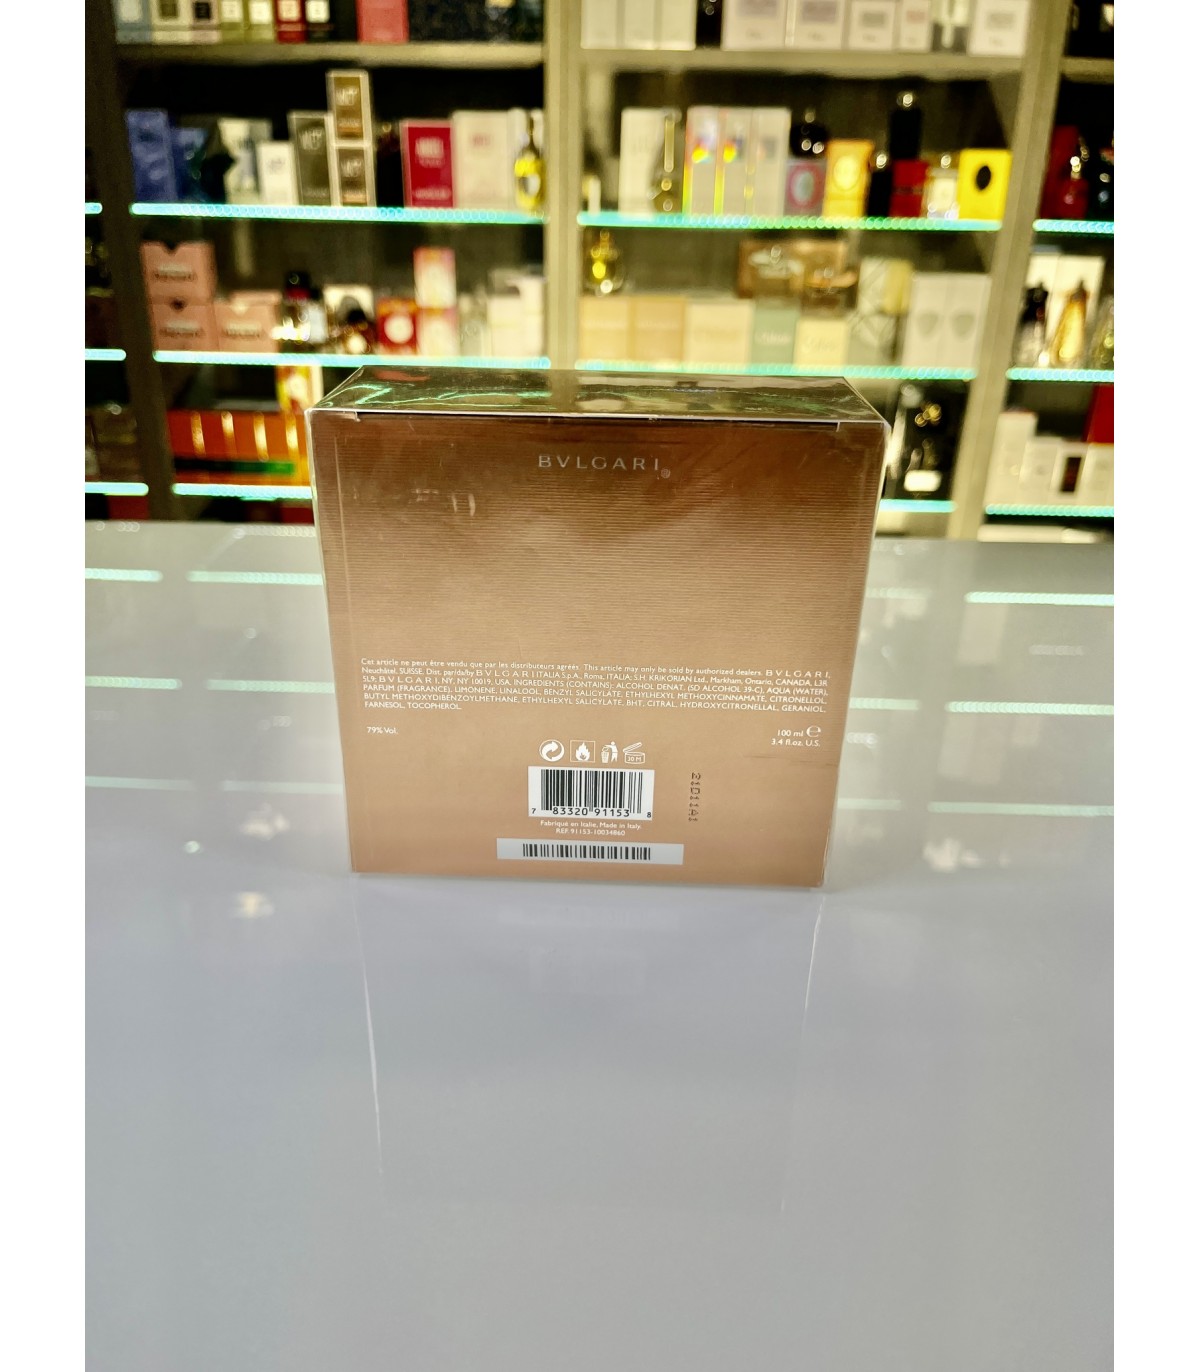 BVLGARI®
Cet article ne peut être vendu que par les distributeurs agréés. This article may only be sold by authorized dealers. BVLGARI,
Neuchâtel, SUISSE. Dist. par/da/by BVLGARI ITALIA S.p.A., Roma, ITALIA; S.H. KRIKORIAN Ltd., Markham, Ontario, CANADA, L3R
5L9; BVLGARI, NY, NY 10019, USA. INGREDIENTS (CONTAINS): ALCOHOL DENAT. (SD ALCOHOL 39-C), AQUA (WATER),
PARFUM (FRAGRANCE), LIMONENE, LINALOOL, BENZYL SALICYLATE, ETHYLHEXYL METHOXYCINNAMATE, CITRONELLOL,
BUTYL METHOXYDIBENZOYLMETHANE, ETHYLHEXYL SALICYLATE, BHT, CITRAL, HYDROXYCITRONELLAL, GERANIOL,
FARNESOL, TOCOPHEROL.
79% Vol.
100 ml ℮
3.4 fl.oz. U.S.
30 M
21D11A1
7 83320 91153 8
Fabriqué en Italie. Made in Italy.
REF. 91153-10034860